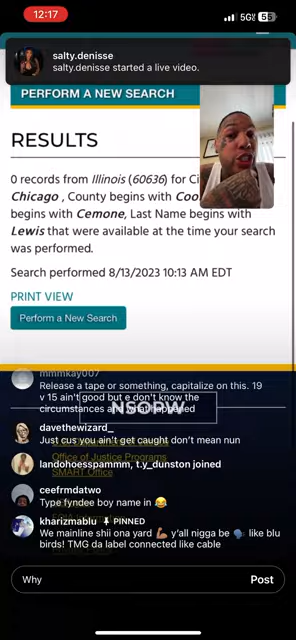 12:17
5G 55
salty.denisse
salty.denisse started a live video.
PERFORM A NEW SEARCH
RESULTS
0 records from Illinois (60636) for Ci
Chicago , County begins with Coo
begins with Cemone, Last Name begins with
Lewis that were available at the time your search
was performed.
Search performed 8/13/2023 10:13 AM EDT
PRINT VIEW
Perform a New Search
mmmkay007
Release a tape or something, capitalize on this. 19
v 15 ain't good but e don't know the
circumstances and what happened
NSOPW
davethewizard_
Just cus you ain't get caught don't mean nun
Office of Justice Programs
landohoesspammm, t.y_dunston joined
SMART Office
ceefrmdatwo
Type fyndee boy name in 😂
kharizmablu 📌 PINNED
We mainline shii ona yard 💪🏽 y'all nigga be 🗣 like blu
birds! TMG da label connected like cable
Why
Post